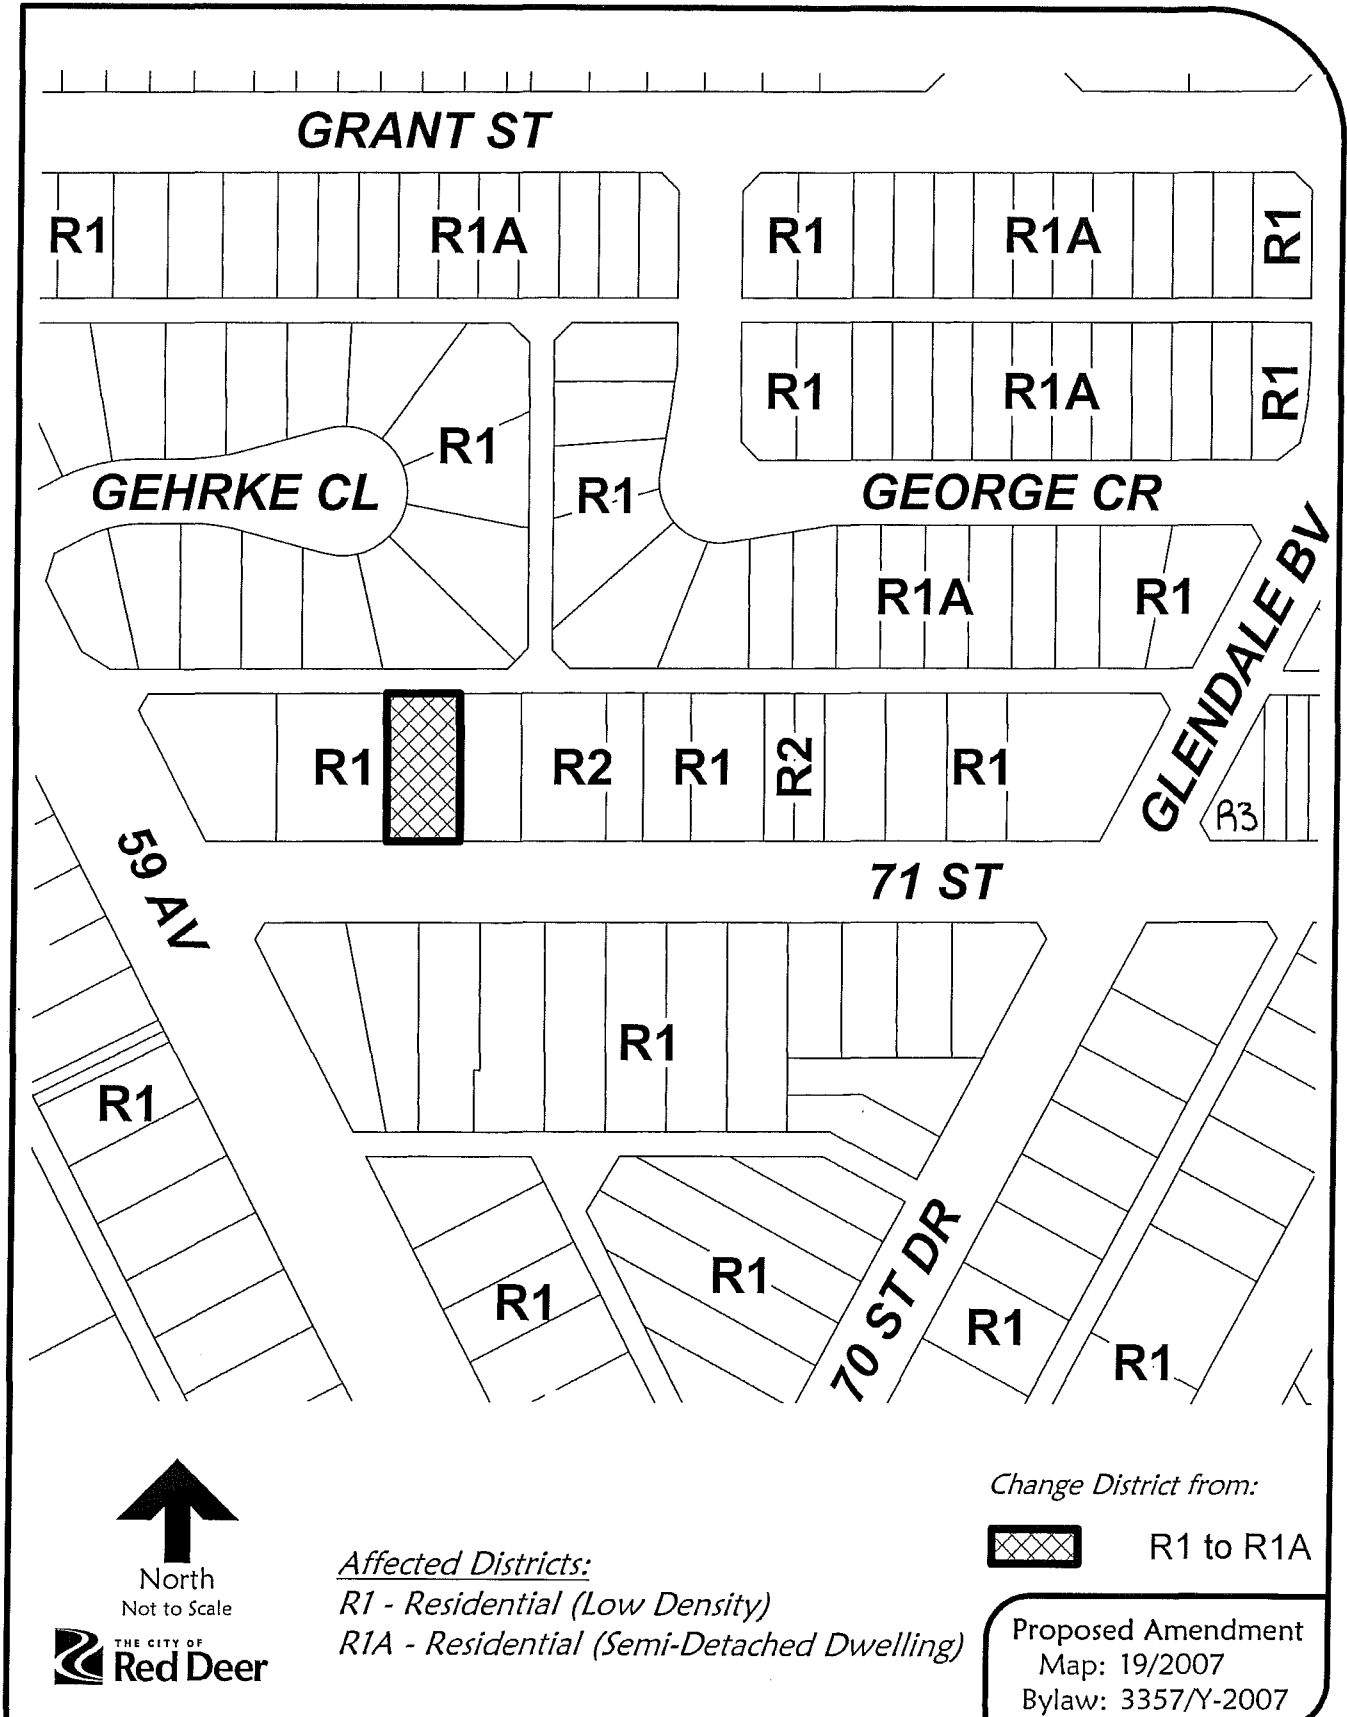 GRANT ST
R1 R1A R1 R1A R1
R1 R1A R1
R1
GEHRKE CL R1 GEORGE CR
R1A R1
GLENDALE BV
R1 R2 R1 R2 R1
R3
59 AV
71 ST
R1
R1
R1
R1
70 ST DR
R1
R1
Change District from:
R1 to R1A
North
Not to Scale
Affected Districts:
R1 - Residential (Low Density)
R1A - Residential (Semi-Detached Dwelling)
THE CITY OF
Red Deer
Proposed Amendment
Map: 19/2007
Bylaw: 3357/Y-2007